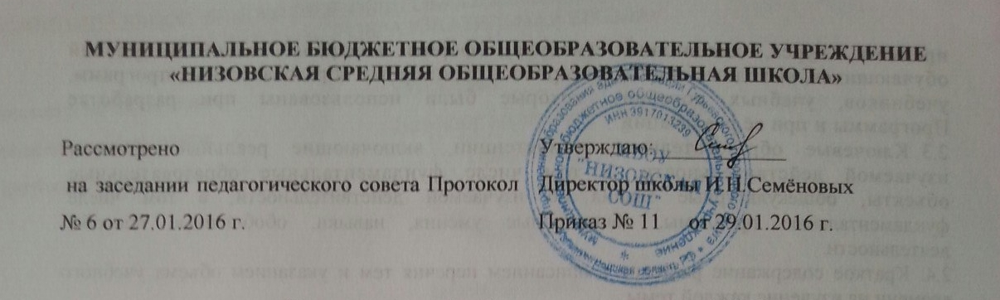 МУНИЦИПАЛЬНОЕ БЮДЖЕТНОЕ ОБЩЕОБРАЗОВАТЕЛЬНОЕ УЧРЕЖДЕНИЕ
«НИЗОВСКАЯ СРЕДНЯЯ ОБЩЕОБРАЗОВАТЕЛЬНАЯ ШКОЛА»
Рассмотрено
на заседании педагогического совета Протокол
№ 6 от 27.01.2016 г.
Утверждаю:
Директор школы И.Н.Семёновых
Приказ № 11 от 29.01.2016 г.
ИНН 3917013239
"НИЗОВСКАЯ
СОШ"